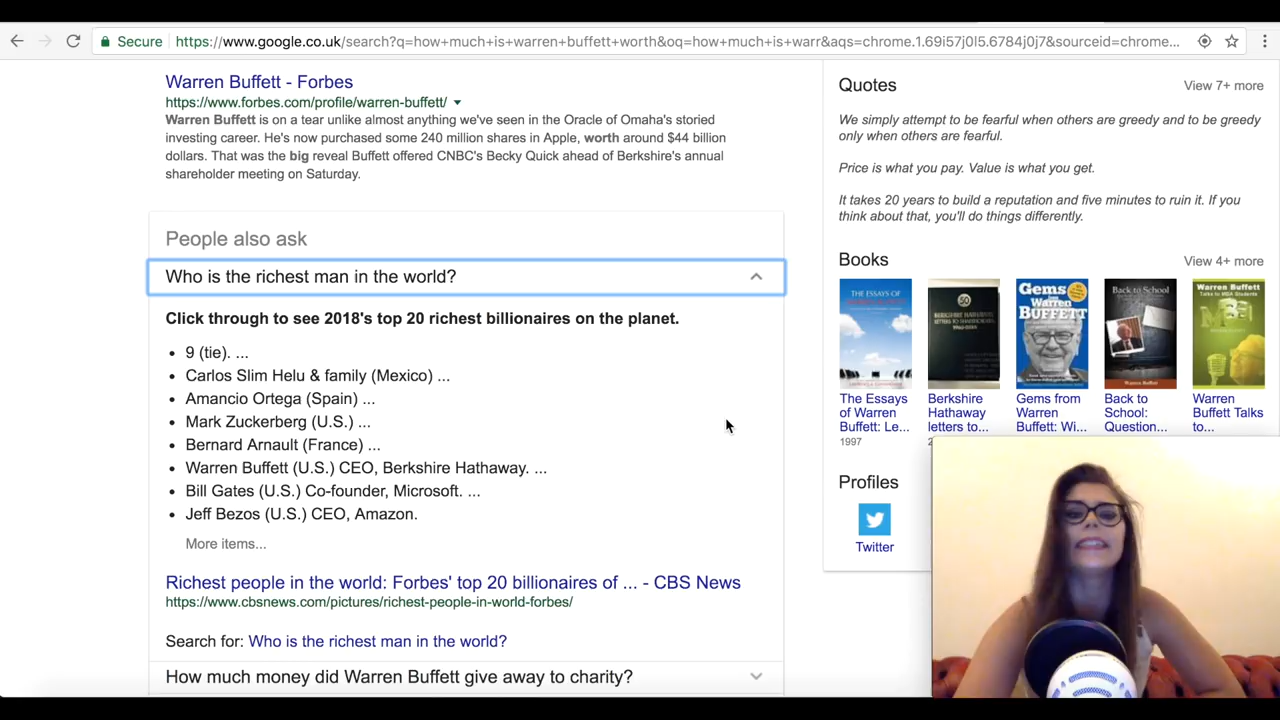 Secure https://www.google.co.uk/search?q=how+much+is+warren+buffett+worth&oq=how+much+is+warr&aqs=chrome.1.69i57j0l5.6784j0j7&sourceid=chrome...
Warren Buffett - Forbes
https://www.forbes.com/profile/warren-buffett/
Warren Buffett is on a tear unlike almost anything we've seen in the Oracle of Omaha's storied
investing career. He's now purchased some 240 million shares in Apple, worth around $44 billion
dollars. That was the big reveal Buffett offered CNBC's Becky Quick ahead of Berkshire's annual
shareholder meeting on Saturday.
People also ask
Who is the richest man in the world?
Click through to see 2018's top 20 richest billionaires on the planet.
• 9 (tie). ...
• Carlos Slim Helu & family (Mexico) ...
• Amancio Ortega (Spain) ...
• Mark Zuckerberg (U.S.) ...
• Bernard Arnault (France) ...
• Warren Buffett (U.S.) CEO, Berkshire Hathaway. ...
• Bill Gates (U.S.) Co-founder, Microsoft. ...
• Jeff Bezos (U.S.) CEO, Amazon.
More items...
Richest people in the world: Forbes' top 20 billionaires of ... - CBS News
https://www.cbsnews.com/pictures/richest-people-in-world-forbes/
Search for: Who is the richest man in the world?
How much money did Warren Buffett give away to charity?
Quotes View 7+ more
We simply attempt to be fearful when others are greedy and to be greedy
only when others are fearful.
Price is what you pay. Value is what you get.
It takes 20 years to build a reputation and five minutes to ruin it. If you
think about that, you'll do things differently.
Books View 4+ more
THE ESSAYS OF
Gems
from
Warren
BUFFETT
Back to School
Warren Buffett
The Essays
of Warren
Buffett: Le...
1997
Berkshire
Hathaway
letters to...
Gems from
Warren
Buffett: Wi...
Back to
School:
Question...
Warren
Buffett Talks
to...
Profiles
Twitter